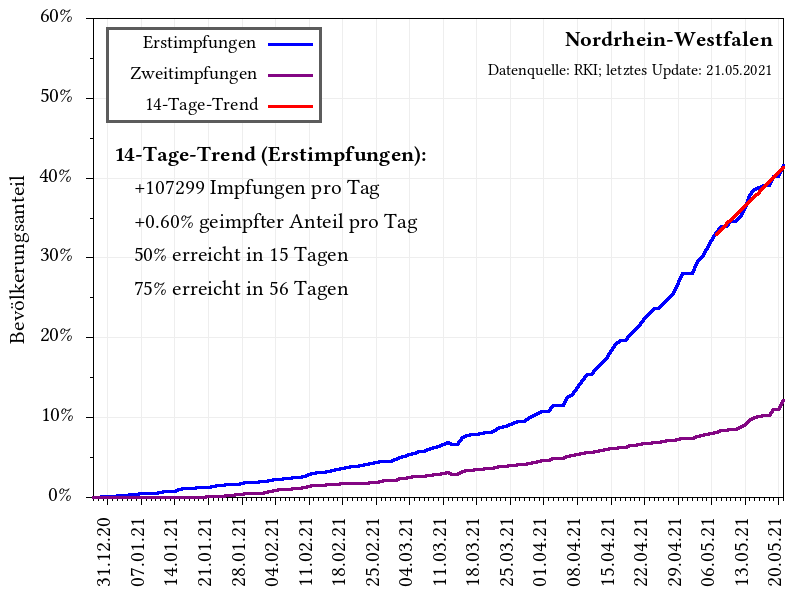 60%
50%
40%
30%
20%
10%
0%
Bevölkerungsanteil
Erstimpfungen
Zweitimpfungen
14-Tage-Trend
Nordrhein-Westfalen
Datenquelle: RKI; letztes Update: 21.05.2021
14-Tage-Trend (Erstimpfungen):
+107299 Impfungen pro Tag
+0.60% geimpfter Anteil pro Tag
50% erreicht in 15 Tagen
75% erreicht in 56 Tagen
31.12.20
07.01.21
14.01.21
21.01.21
28.01.21
04.02.21
11.02.21
18.02.21
25.02.21
04.03.21
11.03.21
18.03.21
25.03.21
01.04.21
08.04.21
15.04.21
22.04.21
29.04.21
06.05.21
13.05.21
20.05.21